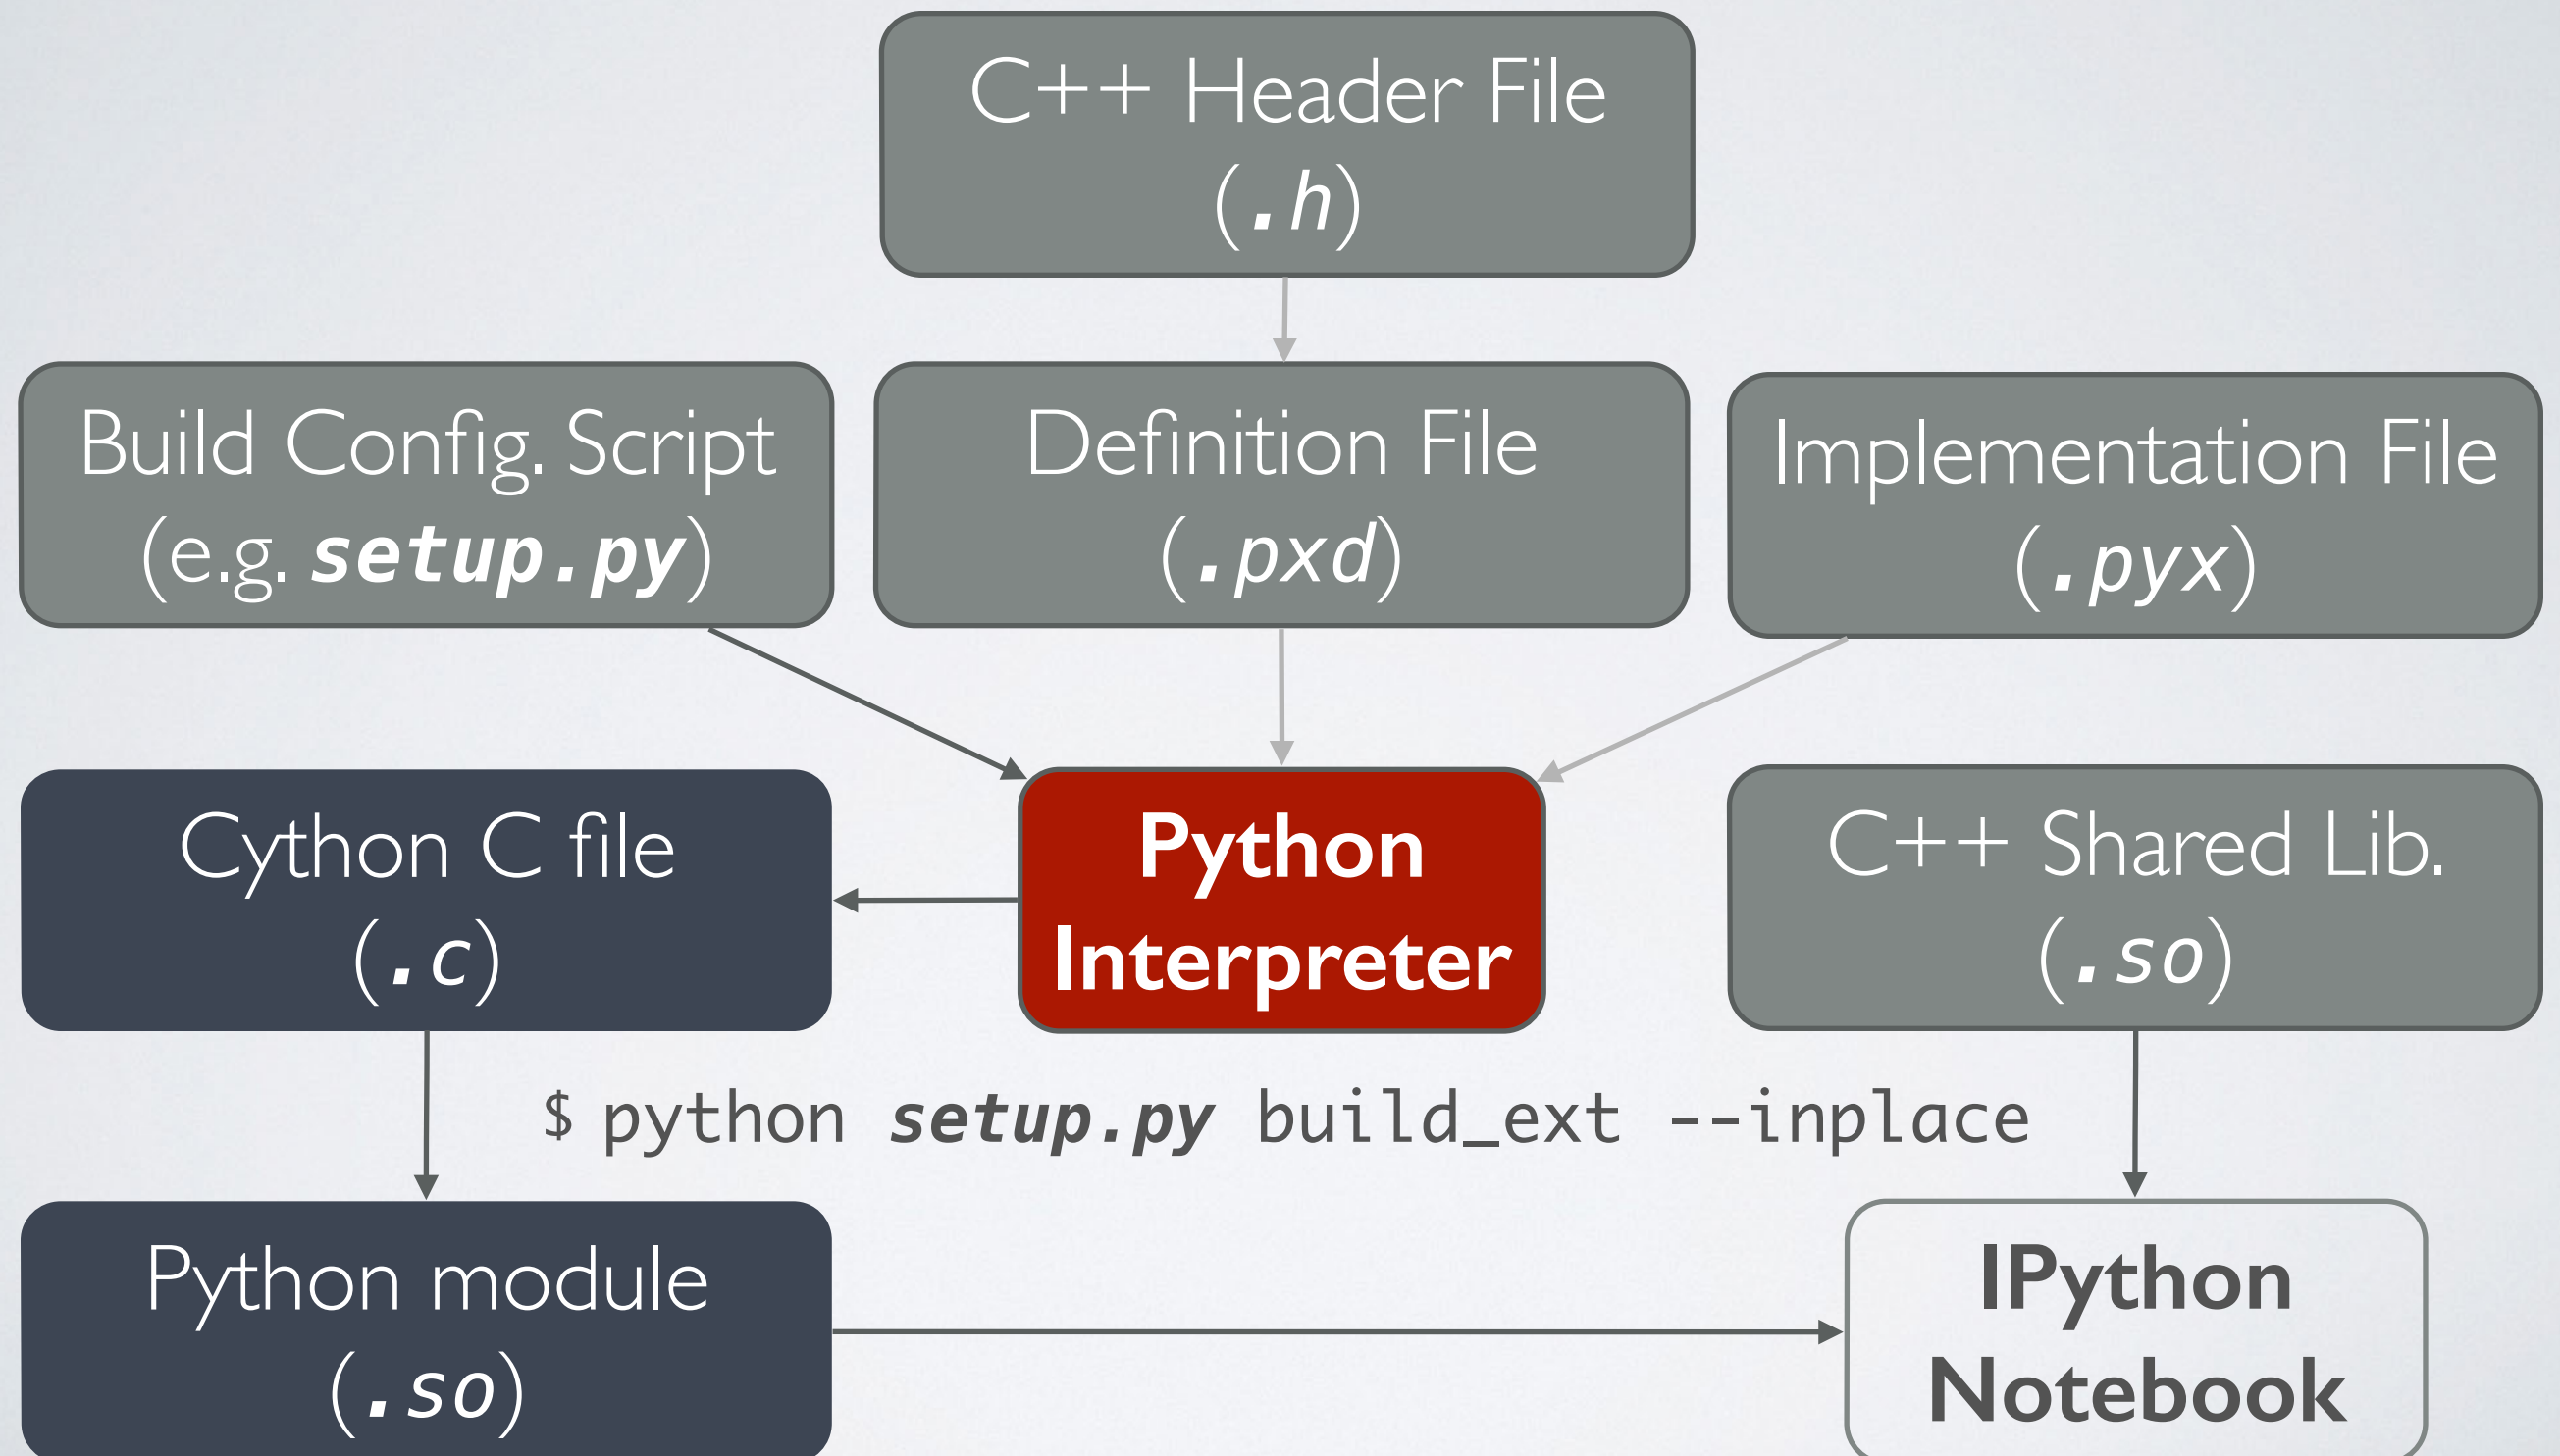 C++ Header File
(.h)
Build Config. Script
(e.g. setup.py)
Definition File
(.pxd)
Implementation File
(.pyx)
Cython C file
(.c)
Python
Interpreter
C++ Shared Lib.
(.so)
$ python setup.py build_ext --inplace
Python module
(.so)
IPython
Notebook